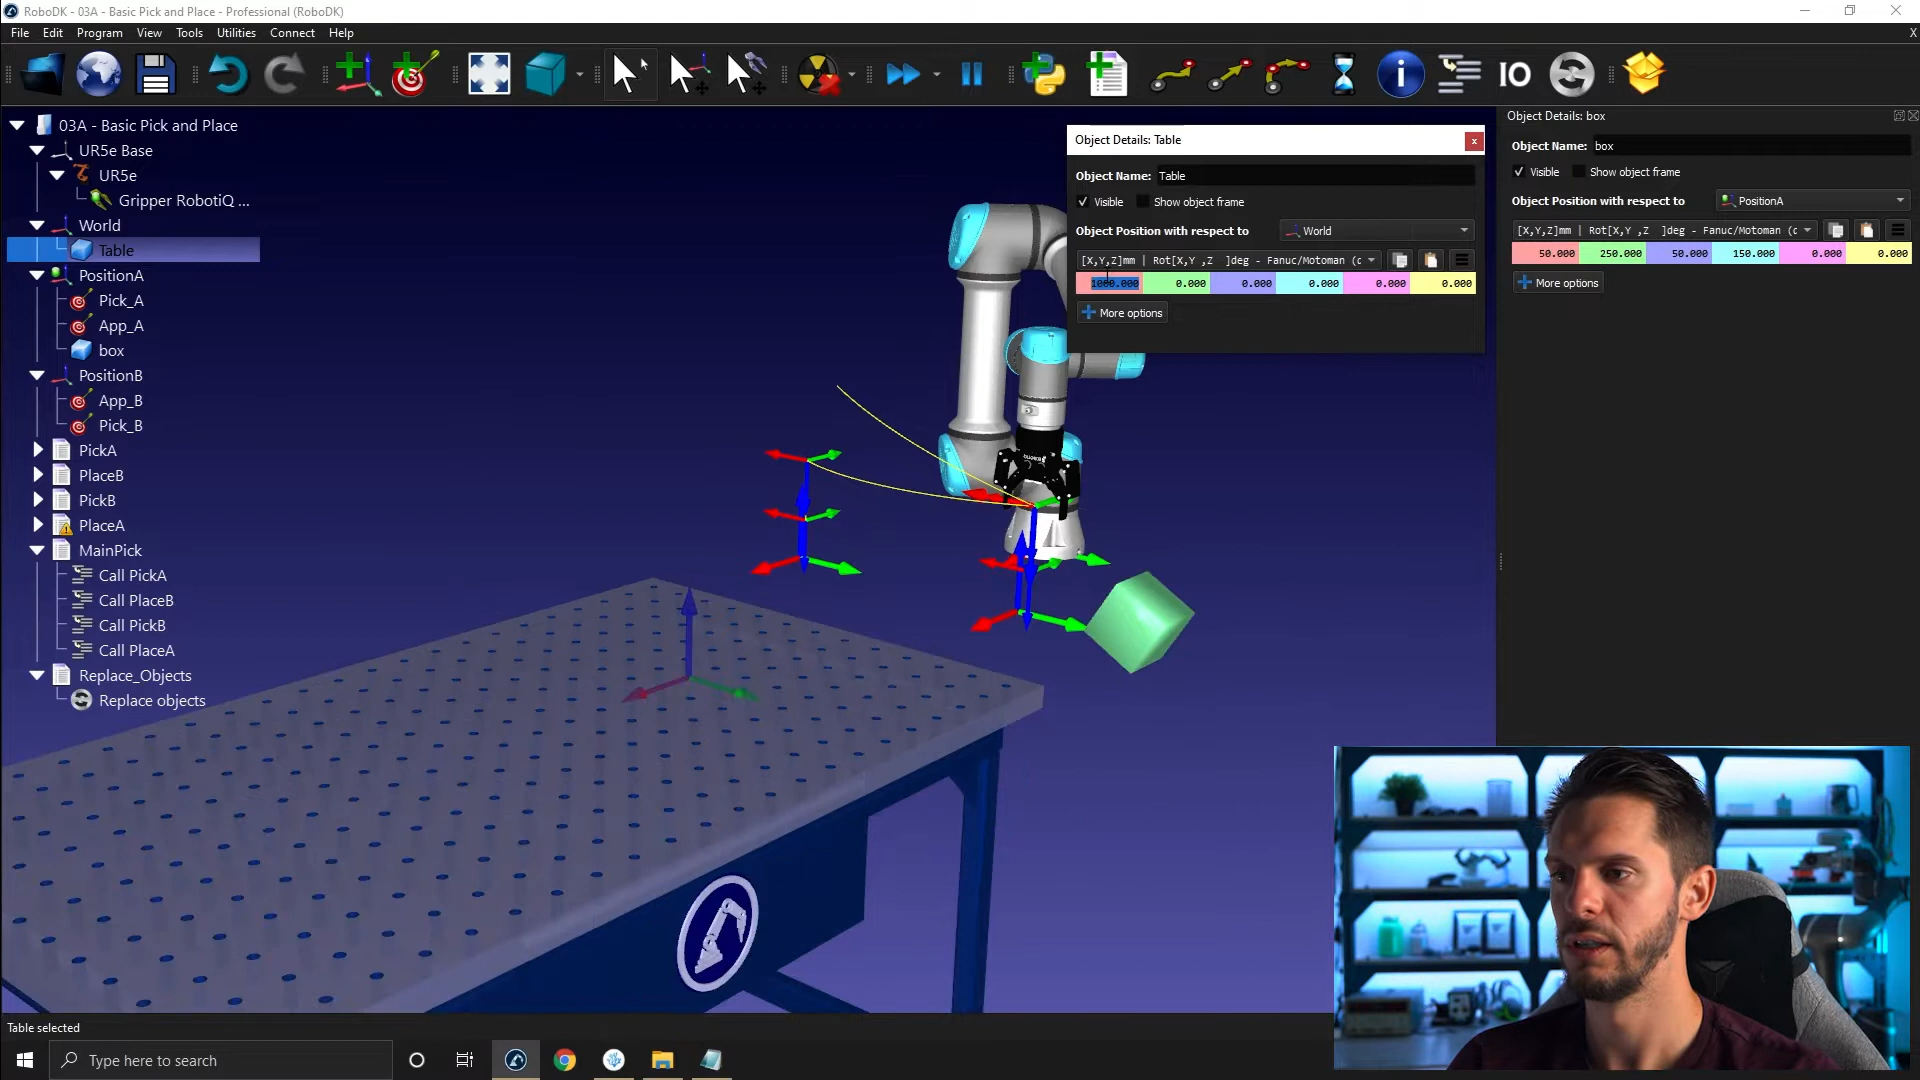 RoboDK - 03A - Basic Pick and Place - Professional (RoboDK)
File Edit Program View Tools Utilities Connect Help
X
IO
03A - Basic Pick and Place
UR5e Base
UR5e
Gripper RobotiQ ...
World
Table
PositionA
Pick_A
App_A
box
PositionB
App_B
Pick_B
PickA
PlaceB
PickB
PlaceA
MainPick
Call PickA
Call PlaceB
Call PickB
Call PlaceA
Replace_Objects
Replace objects
Object Details: Table
x
Object Name: Table
Visible Show object frame
Object Position with respect to World
[X,Y,Z]mm | Rot[X,Y ,Z ]deg - Fanuc/Motoman (c
1000.000 0.000 0.000 0.000 0.000 0.000
More options
Object Details: box
Object Name: box
Visible Show object frame
Object Position with respect to PositionA
[X,Y,Z]mm | Rot[X,Y ,Z ]deg - Fanuc/Motoman (c
50.000 250.000 50.000 150.000 0.000 0.000
More options
Table selected
Type here to search